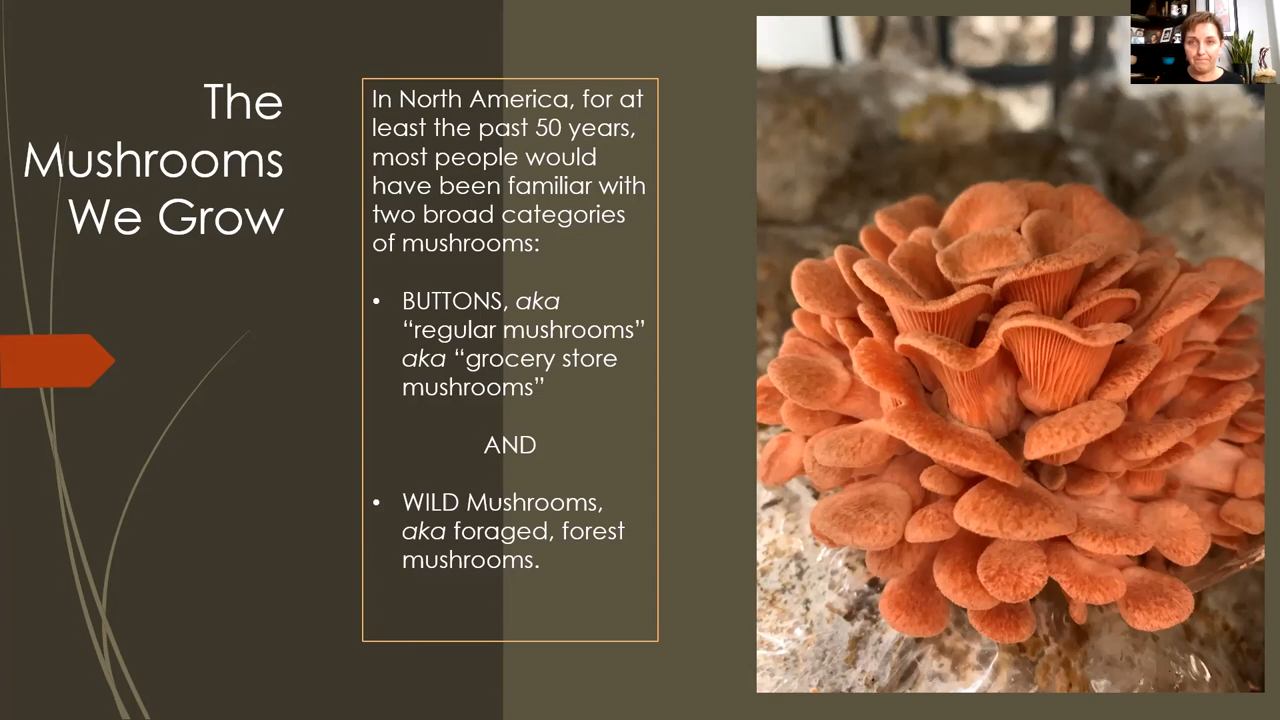 The
Mushrooms
We Grow
In North America, for at
least the past 50 years,
most people would
have been familiar with
two broad categories
of mushrooms:
• BUTTONS, aka
“regular mushrooms”
aka “grocery store
mushrooms”
AND
• WILD Mushrooms,
aka foraged, forest
mushrooms.